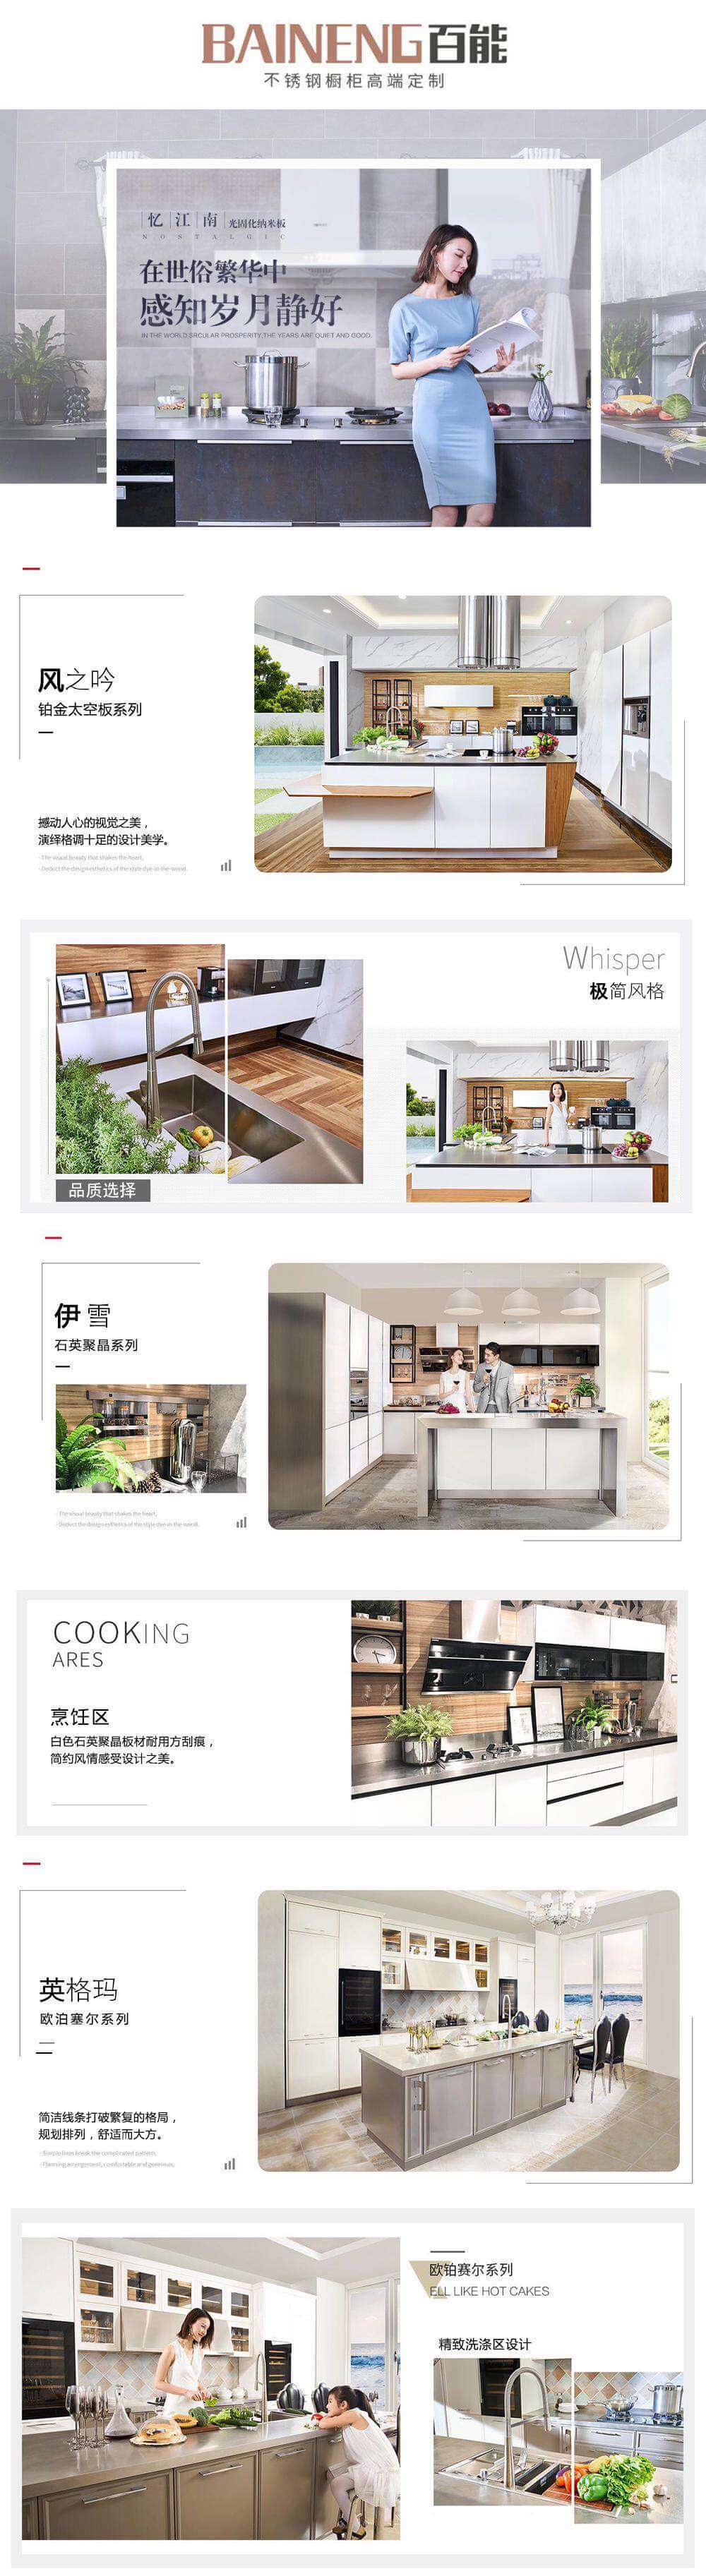 BAINENG百能
不锈钢橱柜高端定制
忆江南 光固化纳米板
NOSTALGIC
在世俗繁华中
感知岁月静好
IN THE WORLD SRCULAR PROSPERITY,THE YEARS ARE QUIET AND GOOD.
风之吟
铂金太空板系列
撼动人心的视觉之美，
演绎格调十足的设计美学。
- The visual beauty that shakes the heart,
- Deduct the design esthetics of the style dye-in-the-wood.
Whisper
极简风格
品质选择
伊雪
石英聚晶系列
- The visual beauty that shakes the heart,
- Deduct the design esthetics of the style dye-in-the-wood.
COOKING
ARES
烹饪区
白色石英聚晶板材耐用方刮痕，
简约风情感受设计之美。
英格玛
欧泊塞尔系列
简洁线条打破繁复的格局，
规划排列，舒适而大方。
- Simple lines break the complicated pattern,
- Planning arrangement, comfortable and generous.
欧铂赛尔系列
ELL LIKE HOT CAKES
精致洗涤区设计